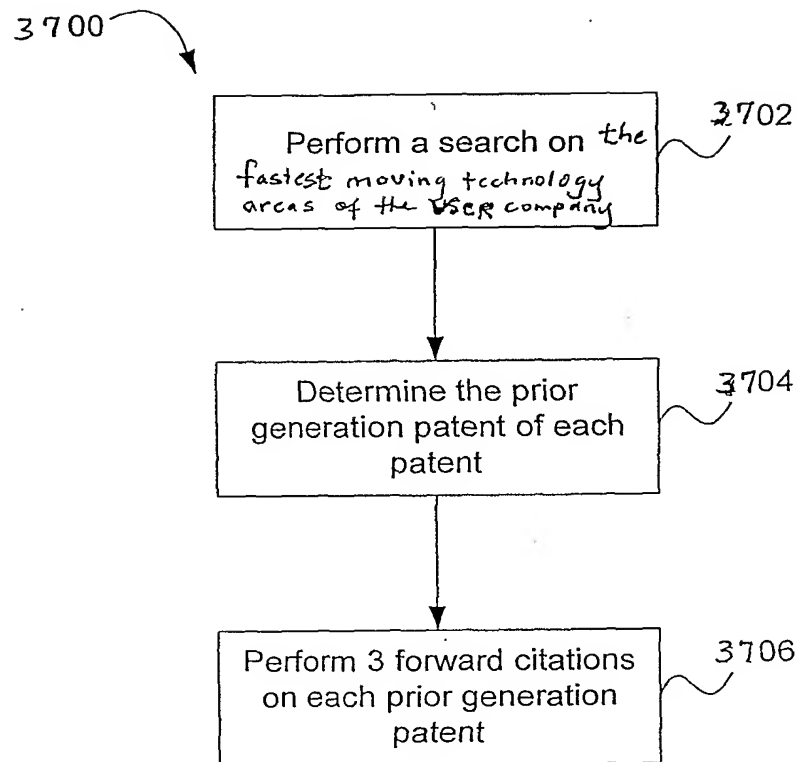 3700
3702
Perform a search on the
fastest moving technology
areas of the USER company
Determine the prior
generation patent of each
patent
3704
Perform 3 forward citations
on each prior generation
patent
3706